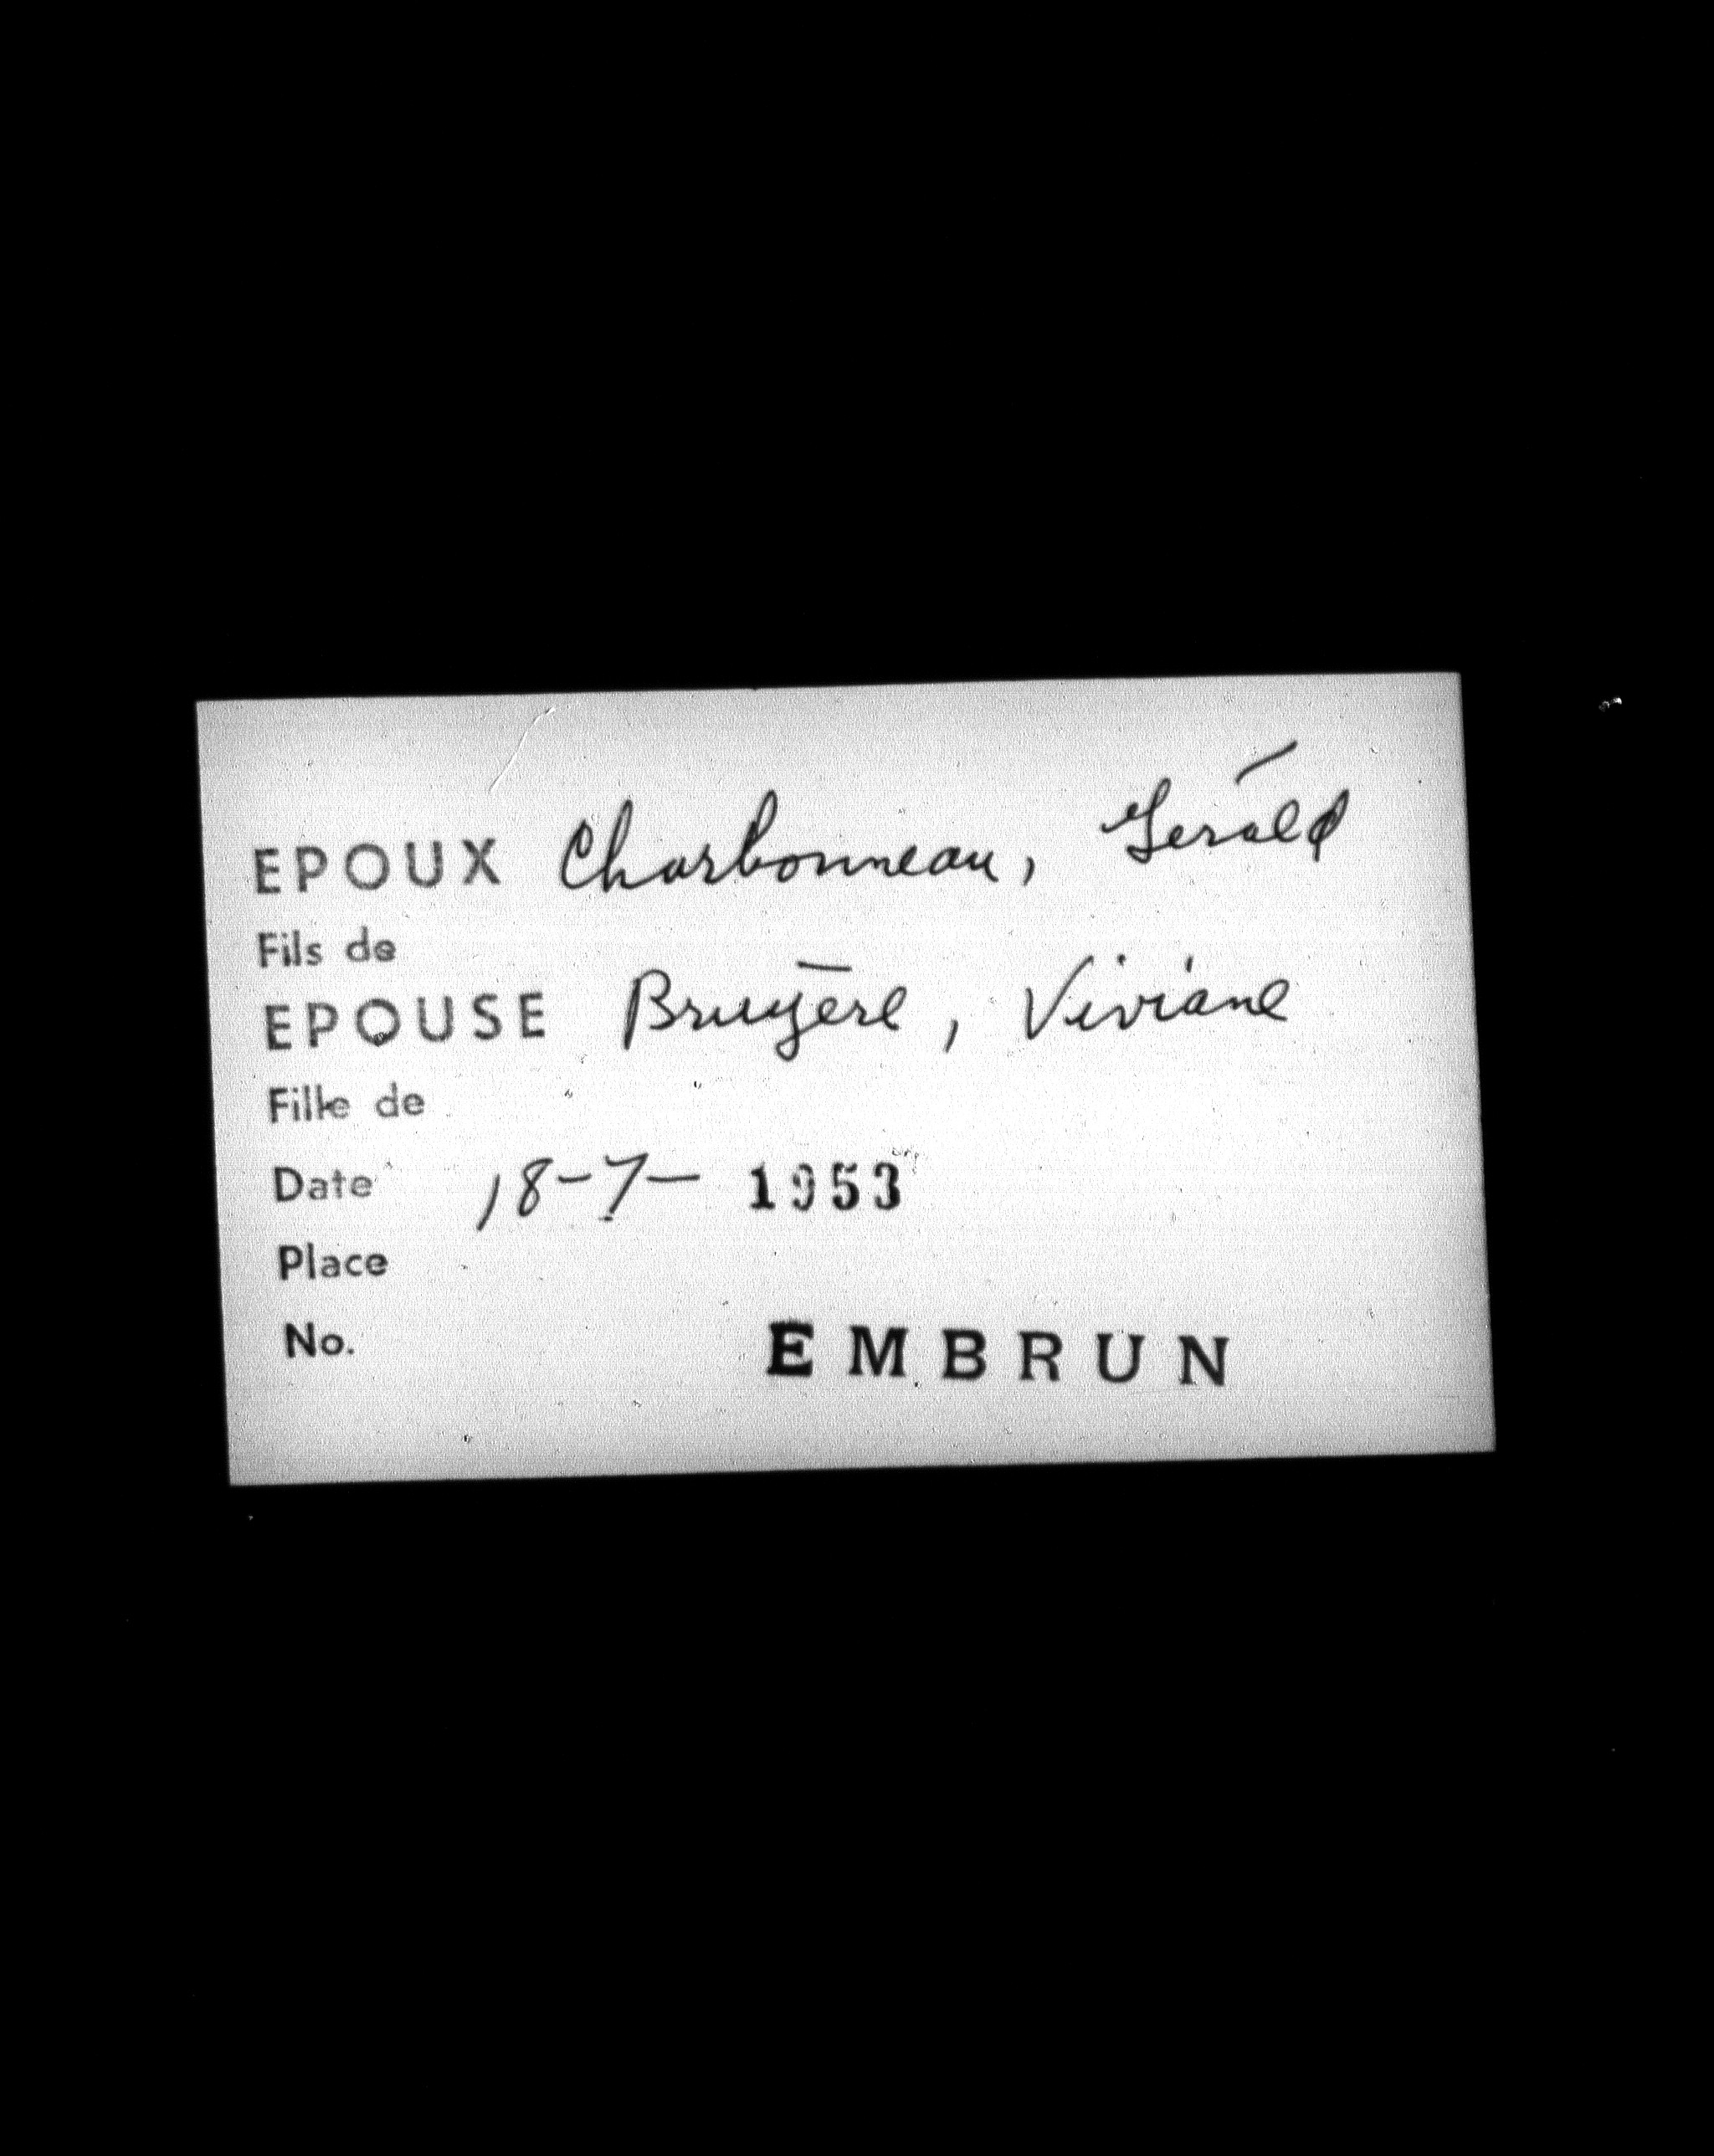 EPOUX Charbonneau, Gérald
Fils de
EPOUSE Bruyère, Viviane
Fille de
Date 18-7- 1953
Place
No.
EMBRUN